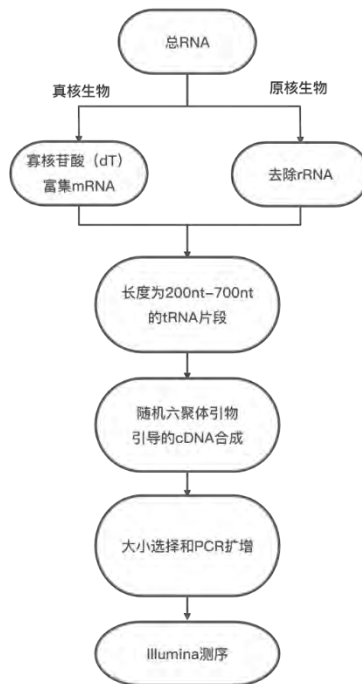 总RNA
真核生物
原核生物
寡核苷酸（dT）
富集mRNA
去除rRNA
长度为200nt-700nt
的tRNA片段
随机六聚体引物
引导的cDNA合成
大小选择和PCR扩增
Illumina测序